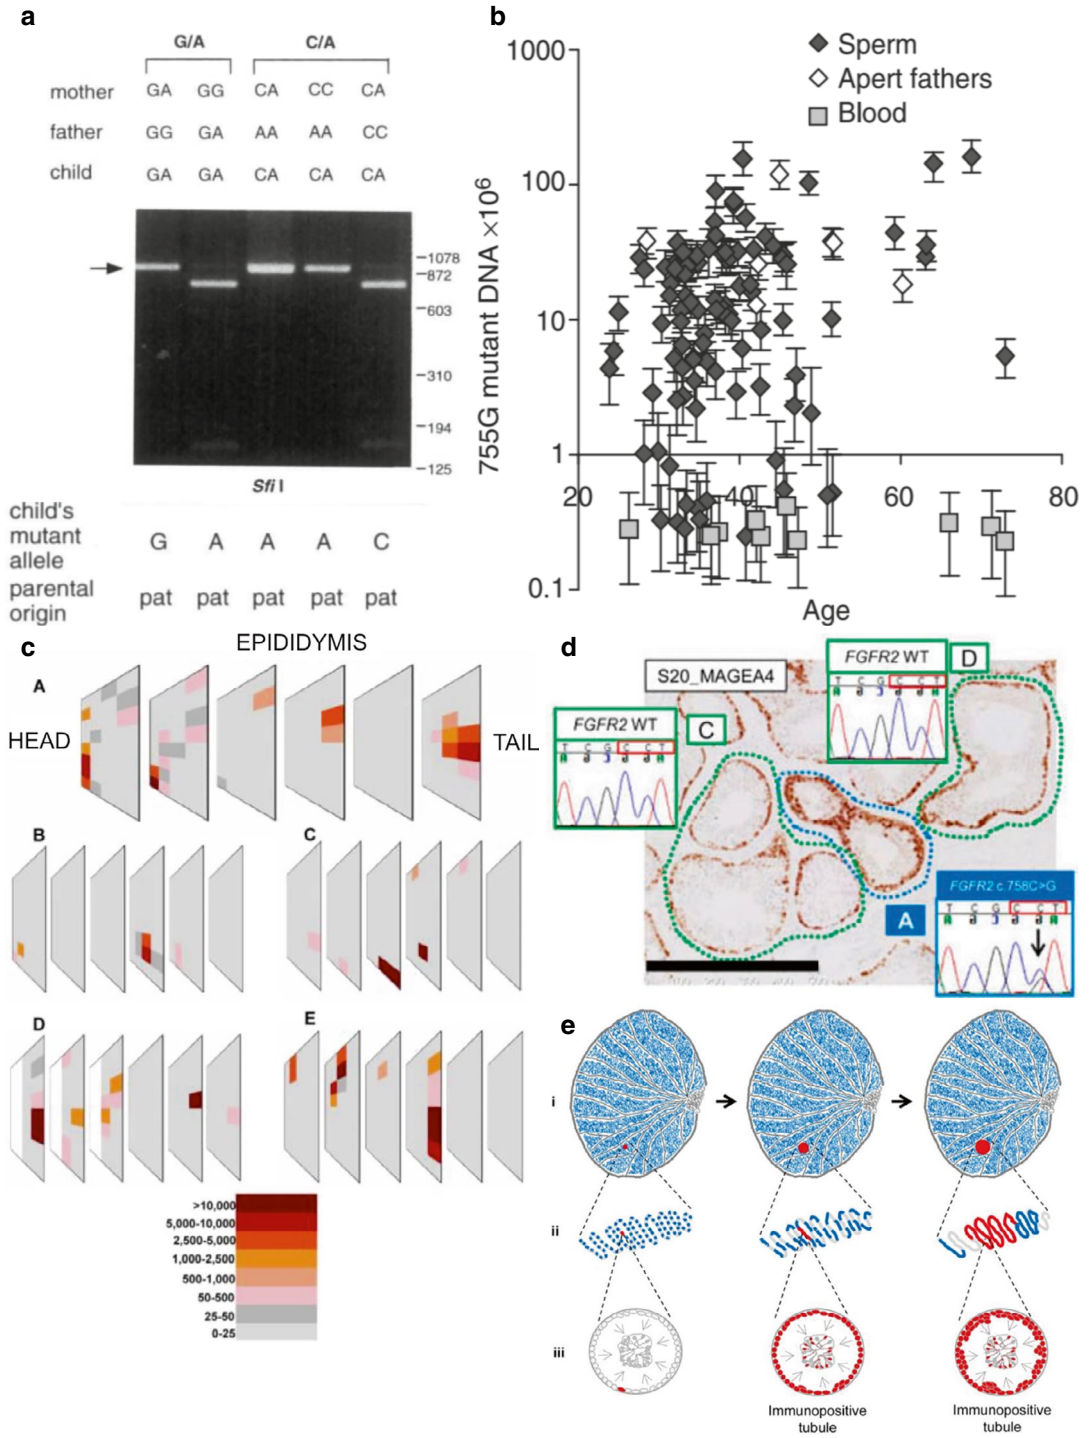 a
G/A C/A
mother GA GG CA CC CA
father GG GA AA AA CC
child GA GA CA CA CA
1078
872
603
310
194
125
Sfi I
child's
mutant
allele
G A A A C
parental
origin
pat pat pat pat pat
b
755G mutant DNA ×10⁶
1000
100
10
1
0.1
20 40 60 80
Age
Sperm
Apert fathers
Blood
c
EPIDIDYMIS
A
HEAD
TAIL
B
C
D
E
>10,000
5,000-10,000
2,500-5,000
1,000-2,500
500-1,000
50-500
25-50
0-25
d
S20_MAGEA4
FGFR2 WT
T C G C C T
C
FGFR2 WT
T C G C C T
D
A
FGFR2 c.758C>G
T C G C C T
e
i
ii
iii
Immunopositive
tubule
Immunopositive
tubule